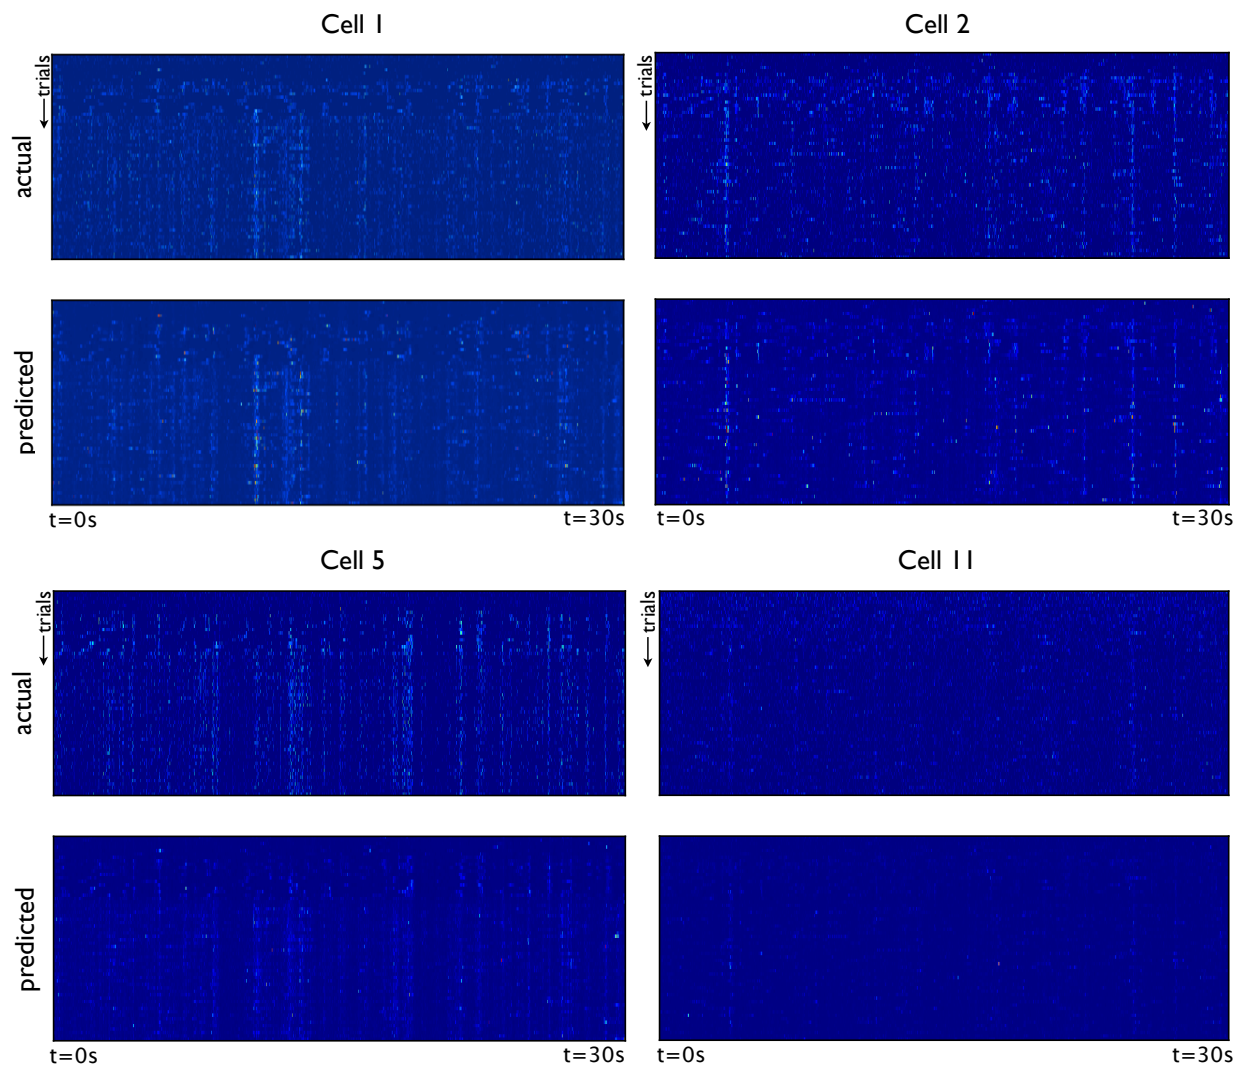 Cell 1
Cell 2
trials
trials
actual
predicted
t=0s
t=30s
t=0s
t=30s
Cell 5
Cell 11
trials
trials
actual
predicted
t=0s
t=30s
t=0s
t=30s